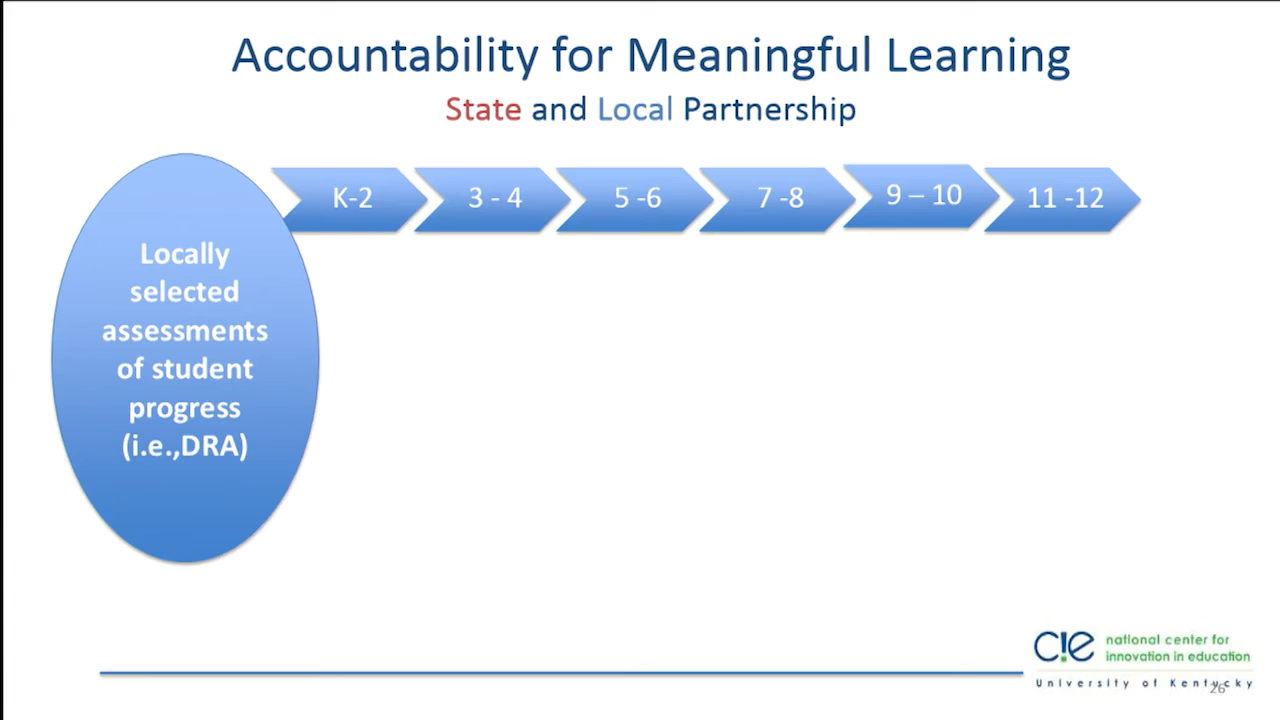 Accountability for Meaningful Learning
State and Local Partnership
K-2
3 - 4
5 -6
7 -8
9 – 10
11 -12
Locally
selected
assessments
of student
progress
(i.e.,DRA)
c!e national center for
innovation in education
University of Kentucky
26